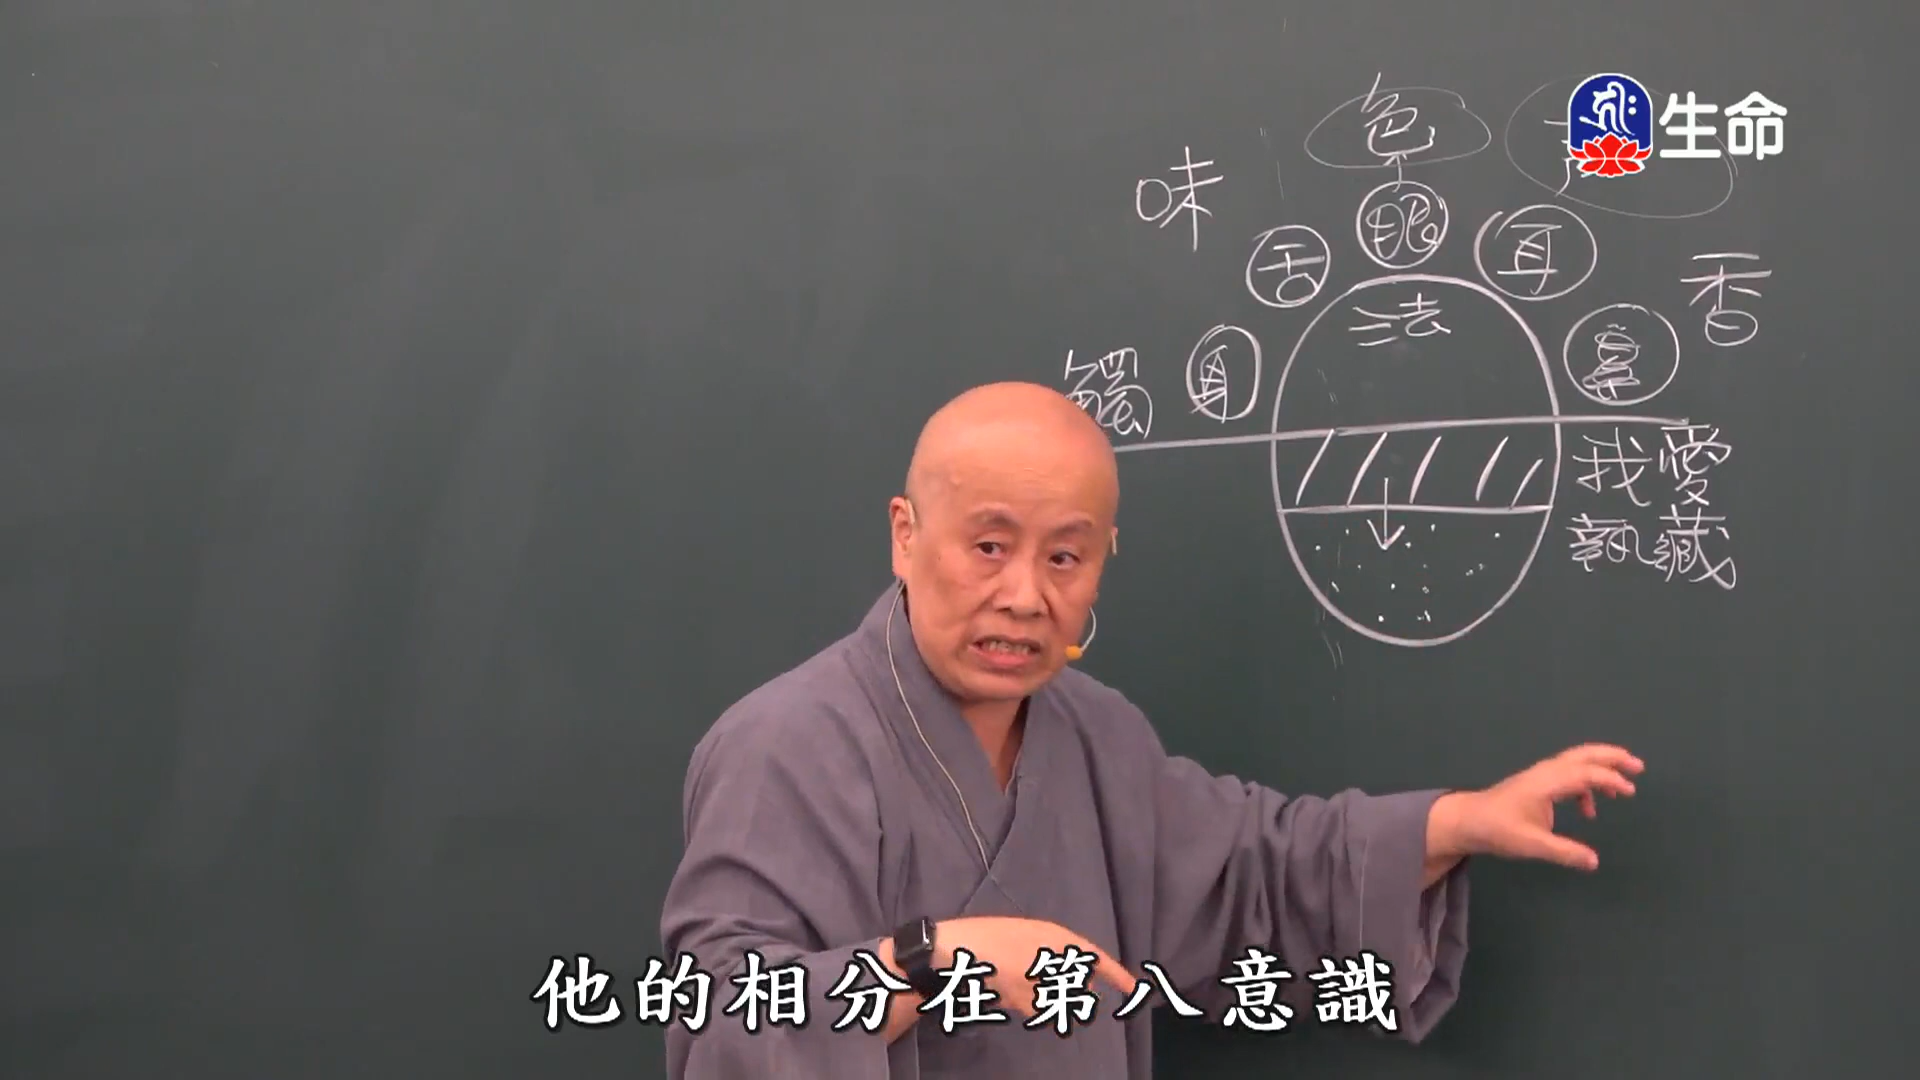 生命
色
味
眼
舌
耳
香
法
鼻
觸
身
我愛
執藏
他的相分在第八意識